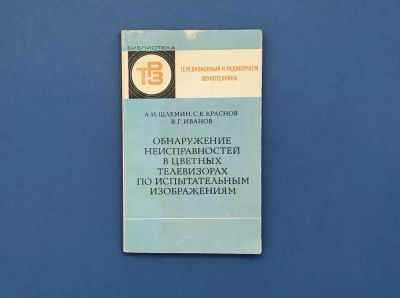 БИБЛИОТЕКА
ТРЗ
ТЕЛЕВИЗИОННЫЙ И РАДИОПРИЕМ
ЗВУКОТЕХНИКА
А.И.ШЛЕМИН, С.К.КРАСНОВ
В.Г.ИВАНОВ
ОБНАРУЖЕНИЕ
НЕИСПРАВНОСТЕЙ
В ЦВЕТНЫХ
ТЕЛЕВИЗОРАХ
ПО ИСПЫТАТЕЛЬНЫМ
ИЗОБРАЖЕНИЯМ